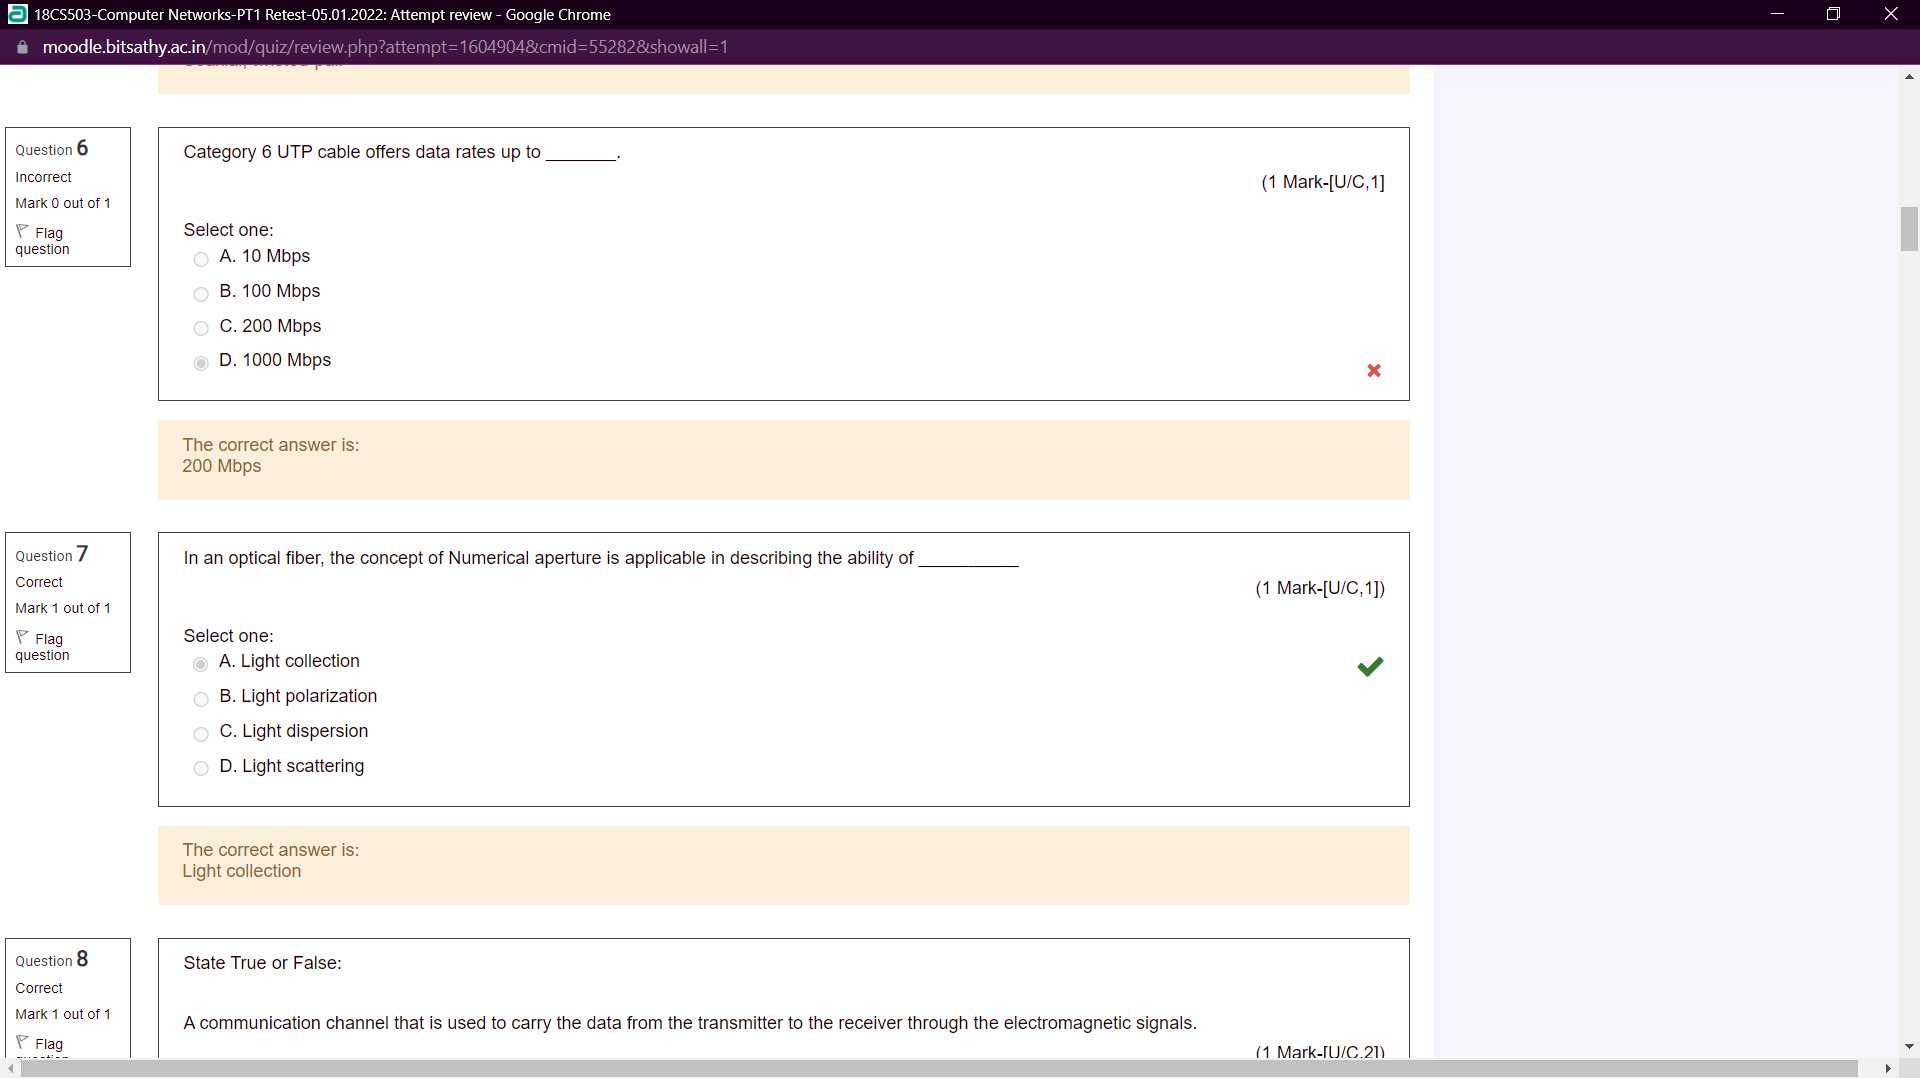 18CS503-Computer Networks-PT1 Retest-05.01.2022: Attempt review - Google Chrome
moodle.bitsathy.ac.in/mod/quiz/review.php?attempt=1604904&cmid=55282&showall=1
Question 6
Incorrect
Mark 0 out of 1
Flag
question
Category 6 UTP cable offers data rates up to _______.
(1 Mark-[U/C,1]
Select one:
A. 10 Mbps
B. 100 Mbps
C. 200 Mbps
D. 1000 Mbps
The correct answer is:
200 Mbps
Question 7
Correct
Mark 1 out of 1
Flag
question
In an optical fiber, the concept of Numerical aperture is applicable in describing the ability of __________
(1 Mark-[U/C,1])
Select one:
A. Light collection
B. Light polarization
C. Light dispersion
D. Light scattering
The correct answer is:
Light collection
Question 8
Correct
Mark 1 out of 1
Flag
State True or False:
A communication channel that is used to carry the data from the transmitter to the receiver through the electromagnetic signals.
(1 Mark-[U/C,2])